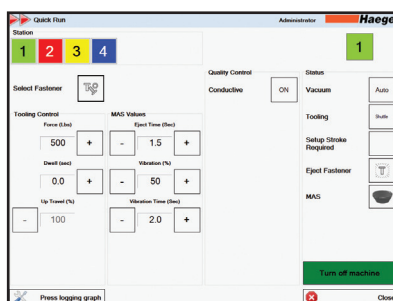 Quick Run
Administrator
Haege
Station
1 2 3 4
1
Select Fastener
Quality Control
Conductive ON
Status
Vacuum Auto
Tooling Shuttle
Setup Stroke
Required
Eject Fastener
MAS
Tooling Control
Force (Lbs)
500 +
Dwell (sec)
0.0 +
Up Travel (%)
- 100
MAS Values
Eject Time (Sec)
- 1.5 +
Vibration (%)
- 50 +
Vibration Time (Sec)
- 2.0 +
Turn off machine
Press logging graph
Close